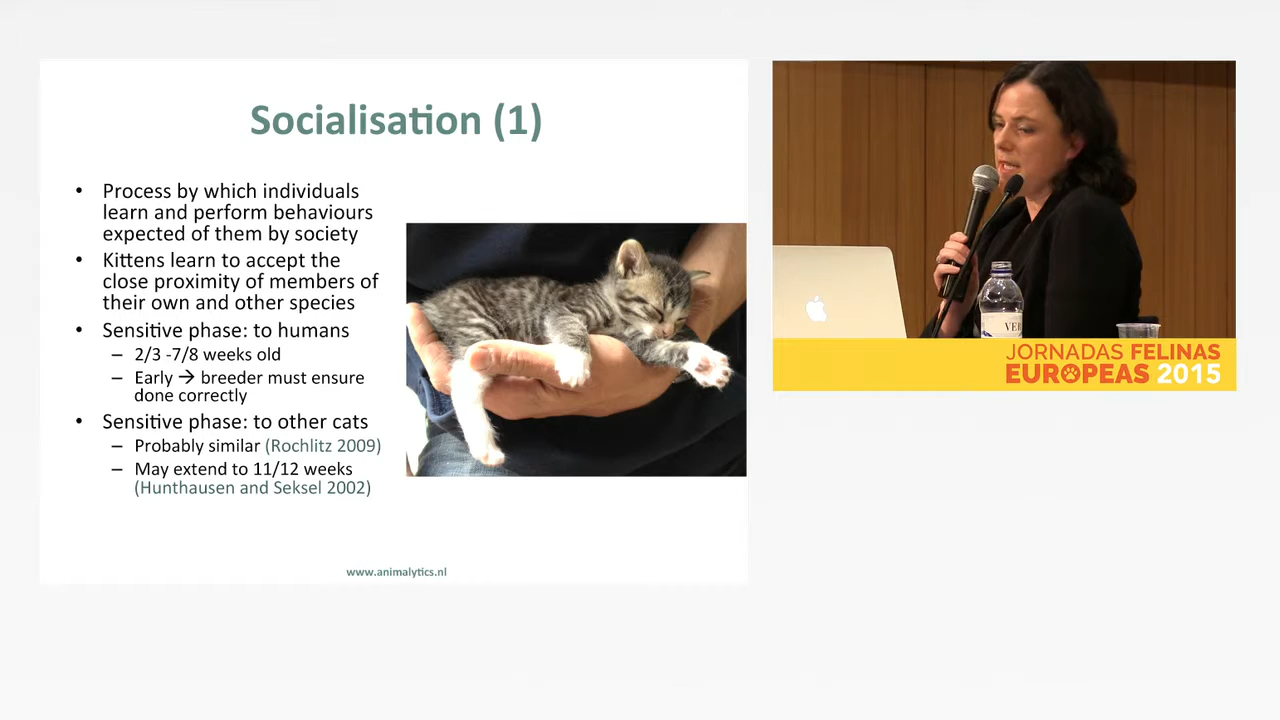 Socialisation (1)
• Process by which individuals
learn and perform behaviours
expected of them by society
• Kittens learn to accept the
close proximity of members of
their own and other species
• Sensitive phase: to humans
– 2/3 -7/8 weeks old
– Early → breeder must ensure
done correctly
• Sensitive phase: to other cats
– Probably similar (Rochlitz 2009)
– May extend to 11/12 weeks
(Hunthausen and Seksel 2002)
www.animalytics.nl
VER
JORNADAS FELINAS
EUROPEAS 2015